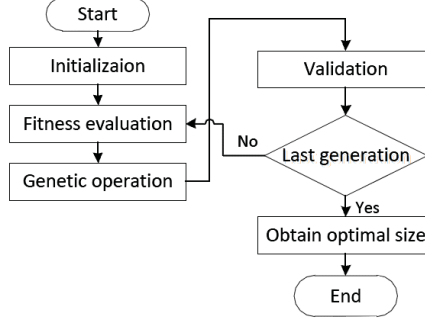 Start
Initializaion
Fitness evaluation
Genetic operation
Validation
Last generation
No
Yes
Obtain optimal size
End